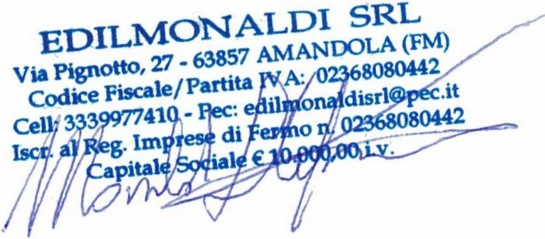 EDILMONALDI SRL
Via Pignotto, 27 - 63857 AMANDOLA (FM)
Codice Fiscale/Partita IVA: 02368080442
Cell: 3339977410 - Pec: edilmonaldisrl@pec.it
Iscr. al Reg. Imprese di Fermo n. 02368080442
Capitale Sociale € 10.000,00 i.v.